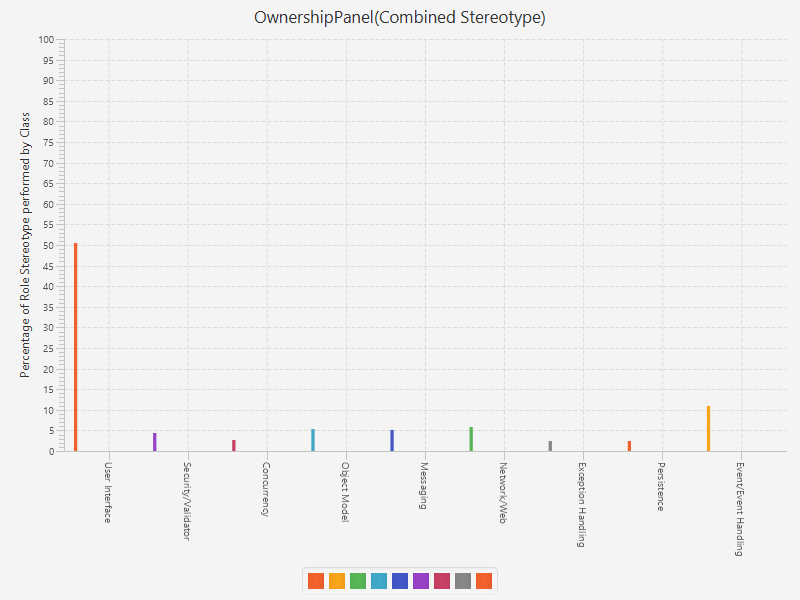 OwnershipPanel(Combined Stereotype)
Percentage of Role Stereotype performed by Class
100
95
90
85
80
75
70
65
60
55
50
45
40
35
30
25
20
15
10
5
0
User Interface
Security/Validator
Concurrency
Object Model
Messaging
Network/Web
Exception Handling
Persistence
Event/Event Handling